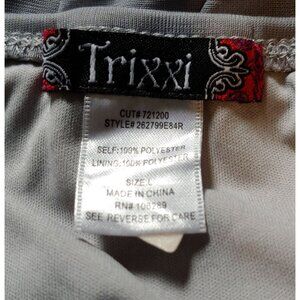 Trixxi
CUT# 721200
STYLE# 262799E84R
SELF:100% POLYESTER
LINING:100% POLYESTER
SIZE:L
MADE IN CHINA
RN# 106289
SEE REVERSE FOR CARE